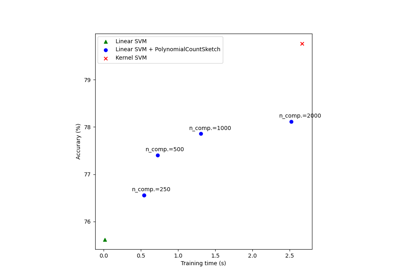 Linear SVM
Linear SVM + PolynomialCountSketch
Kernel SVM
79
n_comp.=2000
78
n_comp.=1000
n_comp.=500
77
n_comp.=250
76
Accurary (%)
0.0 0.5 1.0 1.5 2.0 2.5
Training time (s)